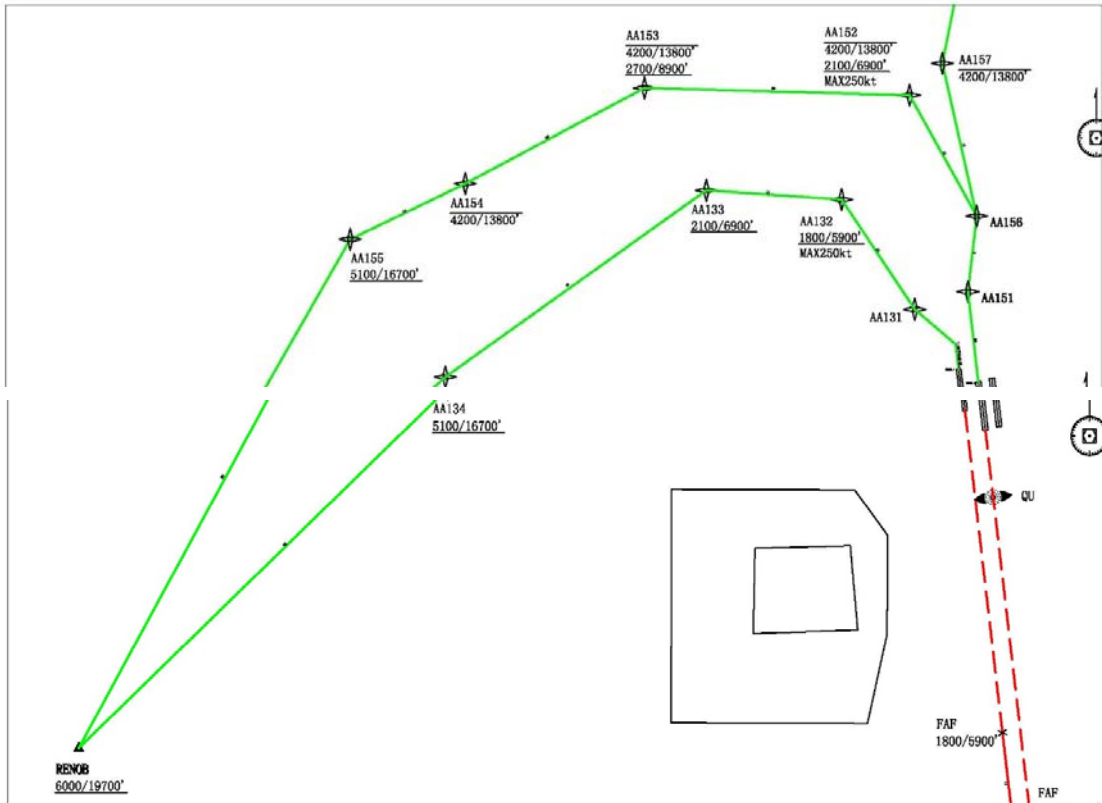 AA153
4200/13800'
2700/8900'
AA152
4200/13800'
2100/6900'
MAX250kt
AA157
4200/13800'
AA154
4200/13800'
AA133
2100/6900'
AA132
1800/5900'
MAX250kt
AA156
AA155
5100/16700'
AA151
AA131
AA134
5100/16700'
QU
FAF
1800/5900'
RENOB
6000/19700'
FAF